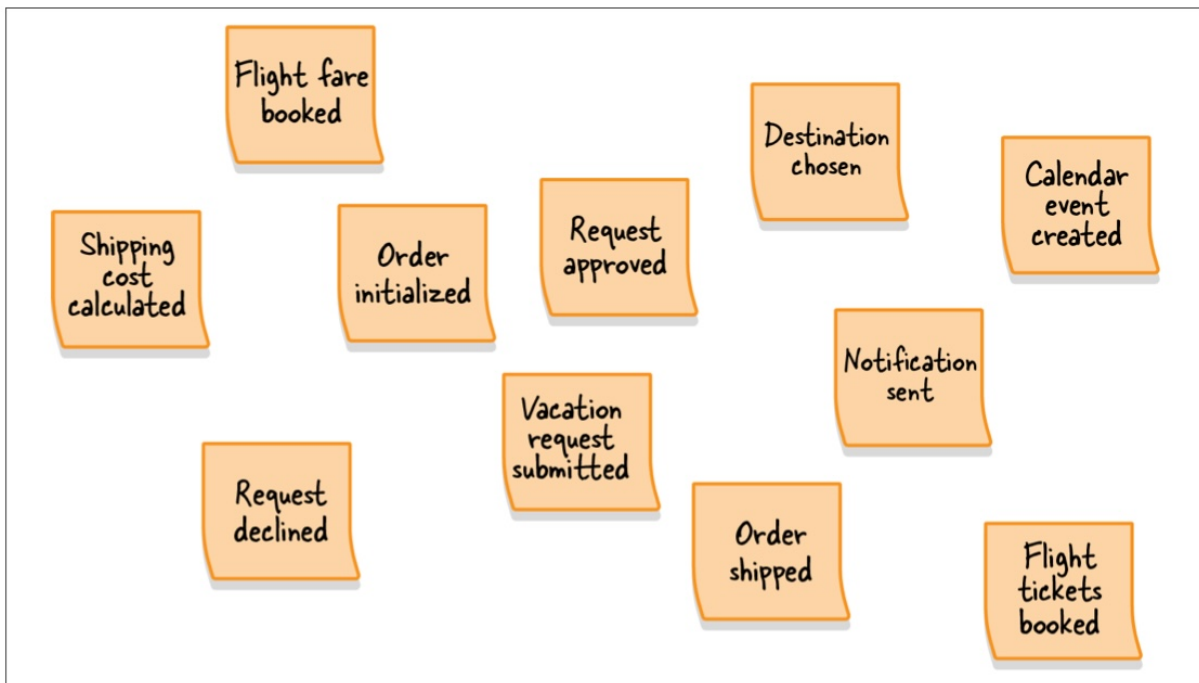 Flight fare
booked
Destination
chosen
Calendar
event
created
Shipping
cost
calculated
Order
initialized
Request
approved
Notification
sent
Vacation
request
submitted
Request
declined
Order
shipped
Flight
tickets
booked